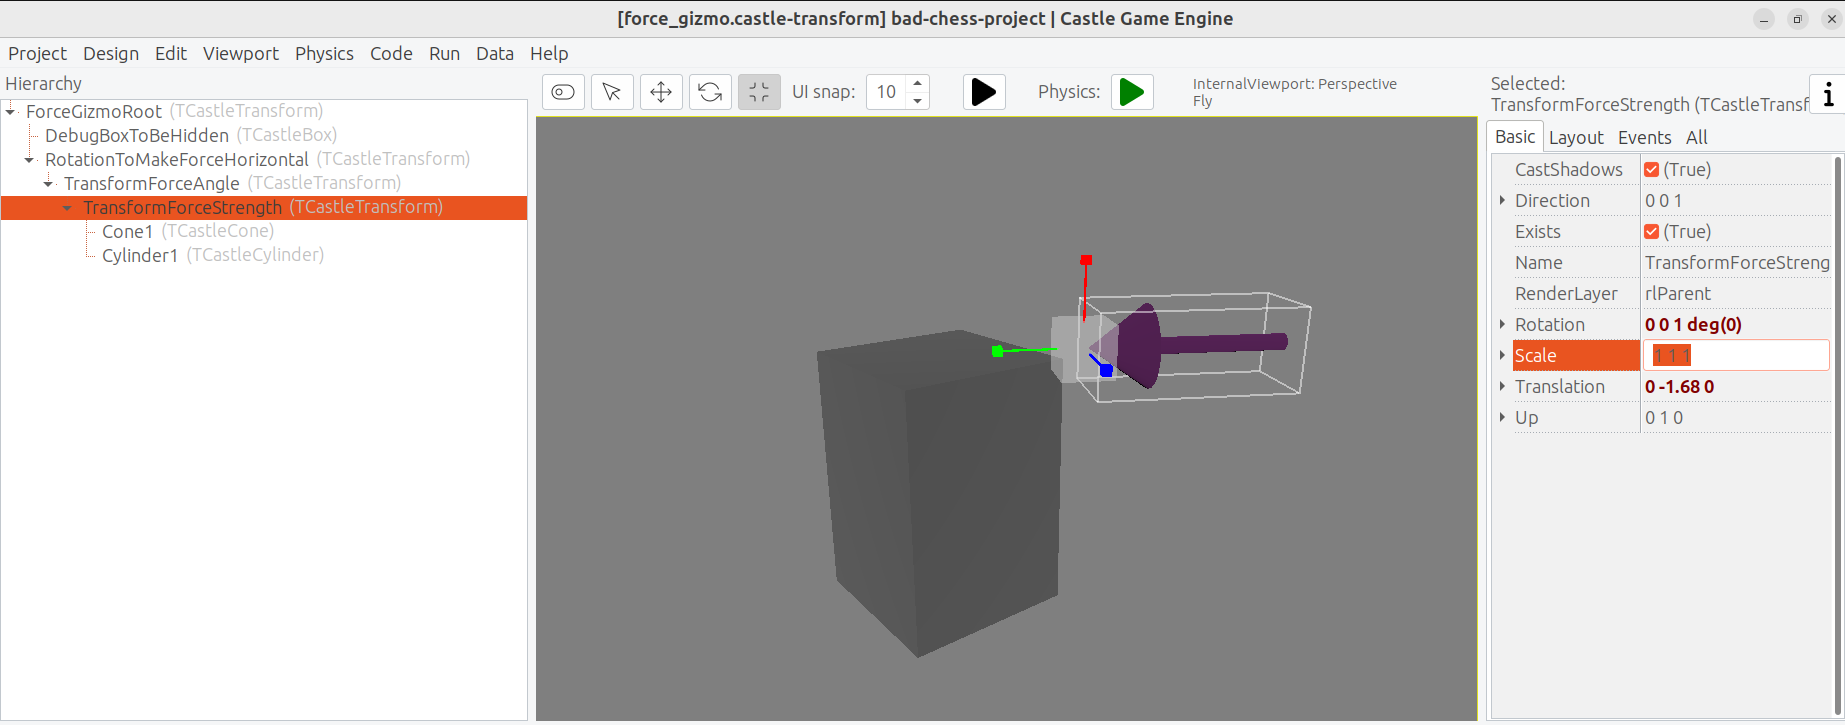 [force_gizmo.castle-transform] bad-chess-project | Castle Game Engine
Project Design Edit Viewport Physics Code Run Data Help
Hierarchy
ForceGizmoRoot (TCastleTransform)
DebugBoxToBeHidden (TCastleBox)
RotationToMakeForceHorizontal (TCastleTransform)
TransformForceAngle (TCastleTransform)
TransformForceStrength (TCastleTransform)
Cone1 (TCastleCone)
Cylinder1 (TCastleCylinder)
UI snap: 10
Physics:
InternalViewport: Perspective
Fly
Selected:
TransformForceStrength (TCastleTransf
i
Basic Layout Events All
CastShadows (True)
Direction 0 0 1
Exists (True)
Name TransformForceStreng
RenderLayer rlParent
Rotation 0 0 1 deg(0)
Scale 1 1 1
Translation 0 -1.68 0
Up 0 1 0